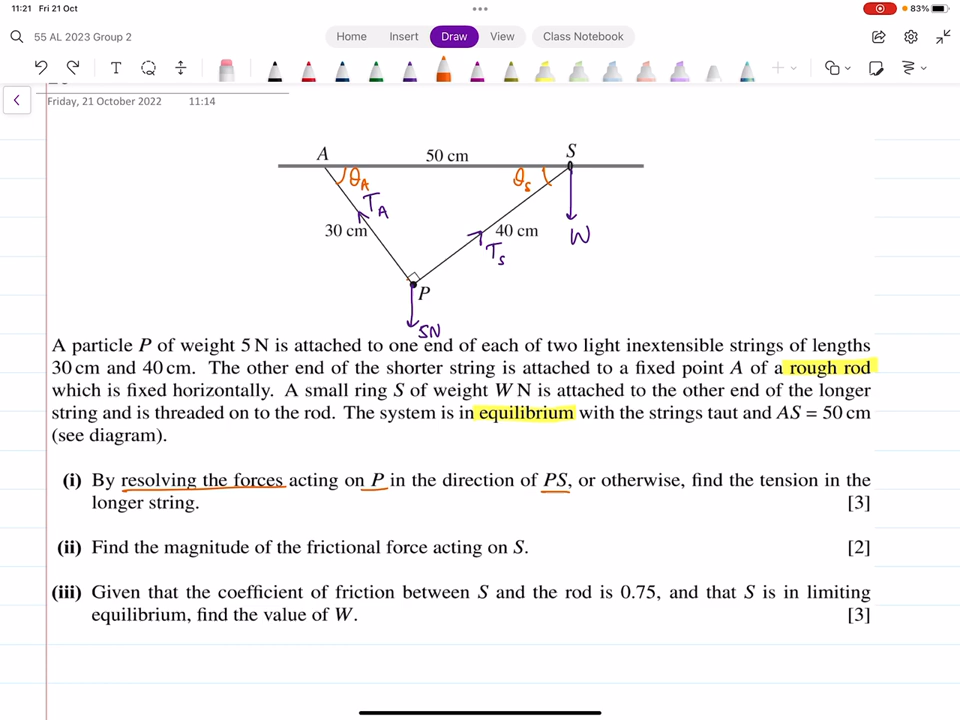 11:21 Fri 21 Oct
83%
55 AL 2023 Group 2
Home Insert Draw View Class Notebook
Friday, 21 October 2022 11:14
A 50 cm S
θA θs
TA
30 cm 40 cm W
Ts
P
5N
A particle P of weight 5 N is attached to one end of each of two light inextensible strings of lengths
30 cm and 40 cm. The other end of the shorter string is attached to a fixed point A of a rough rod
which is fixed horizontally. A small ring S of weight W N is attached to the other end of the longer
string and is threaded on to the rod. The system is in equilibrium with the strings taut and AS = 50 cm
(see diagram).
(i) By resolving the forces acting on P in the direction of PS, or otherwise, find the tension in the
longer string. [3]
(ii) Find the magnitude of the frictional force acting on S. [2]
(iii) Given that the coefficient of friction between S and the rod is 0.75, and that S is in limiting
equilibrium, find the value of W. [3]